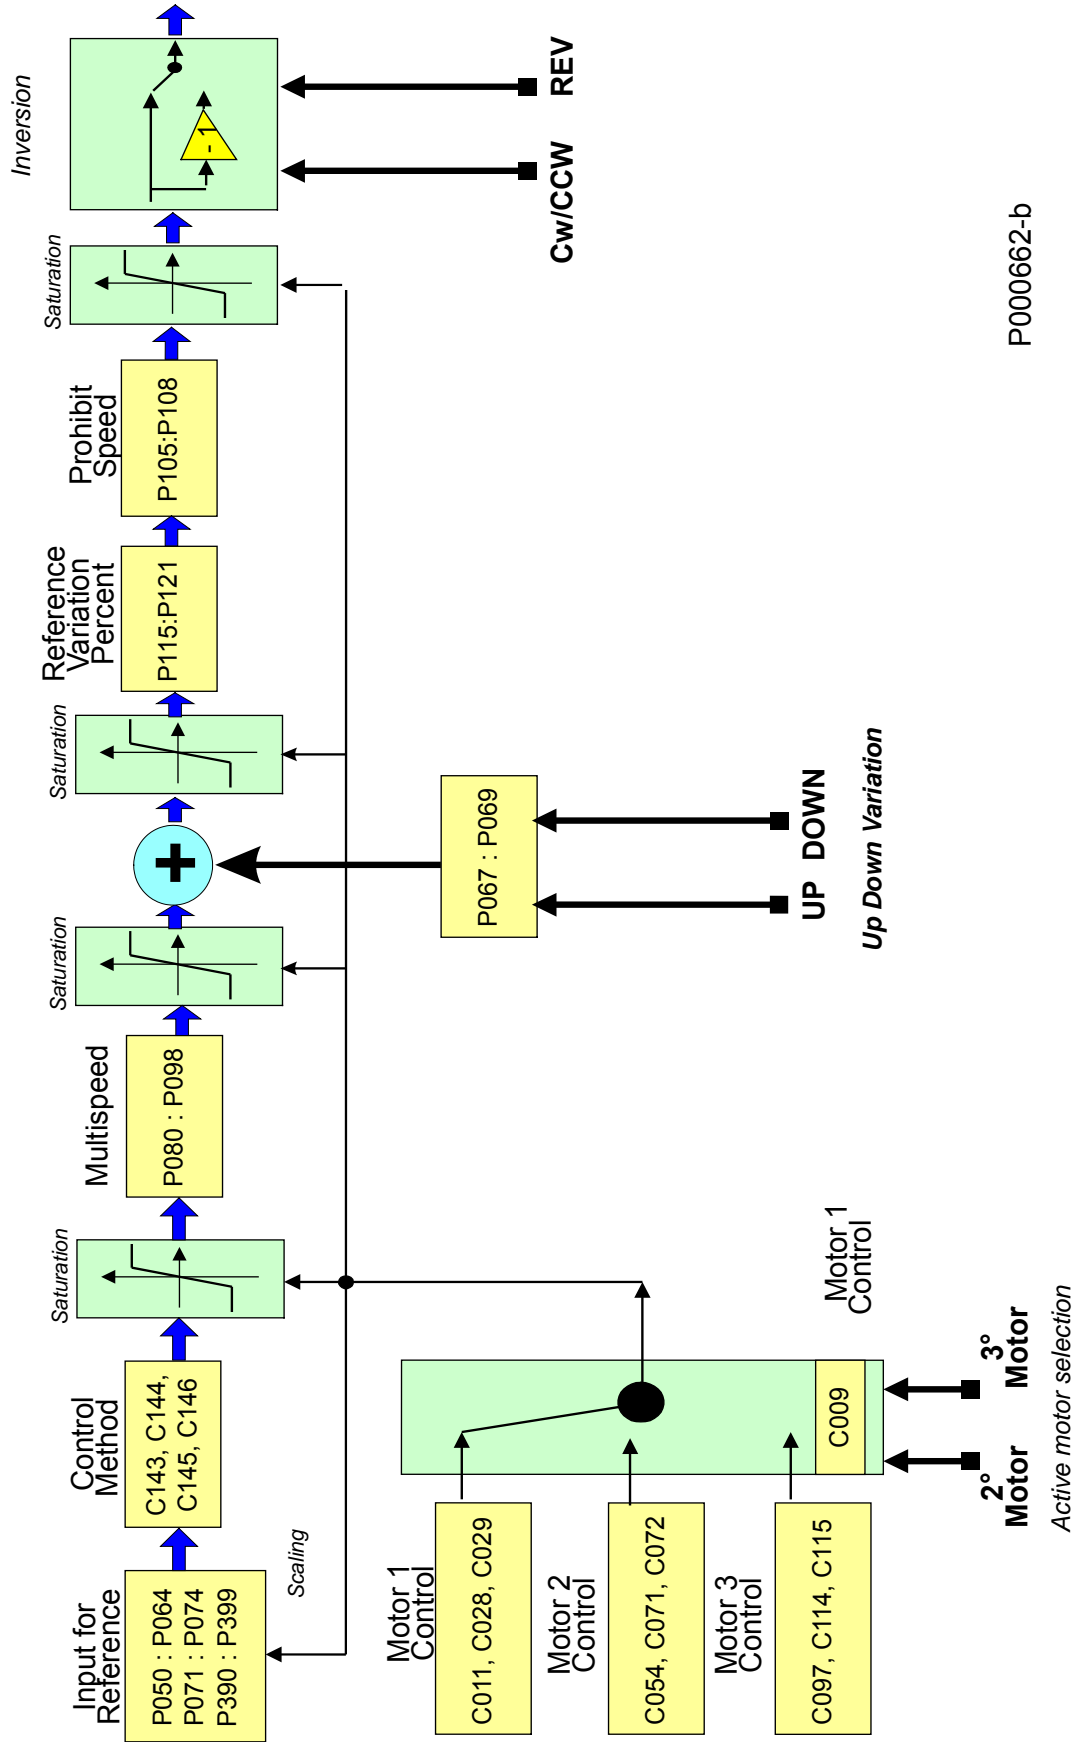 Input for
Reference
P050 : P064
P071 : P074
P390 : P399
Scaling
Control
Method
C143, C144,
C145, C146
Saturation
Multispeed
P080 : P098
Saturation
+
Saturation
Reference
Variation
Percent
P115:P121
Prohibit
Speed
P105:P108
Saturation
Inversion
- 1
Cw/CCW
REV
P067 : P069
UP
DOWN
Up Down Variation
Motor 1
Control
C011, C028, C029
Motor 2
Control
C054, C071, C072
Motor 3
Control
C097, C114, C115
C009
Motor 1
Control
2°
Motor
3°
Motor
Active motor selection
P000662-b